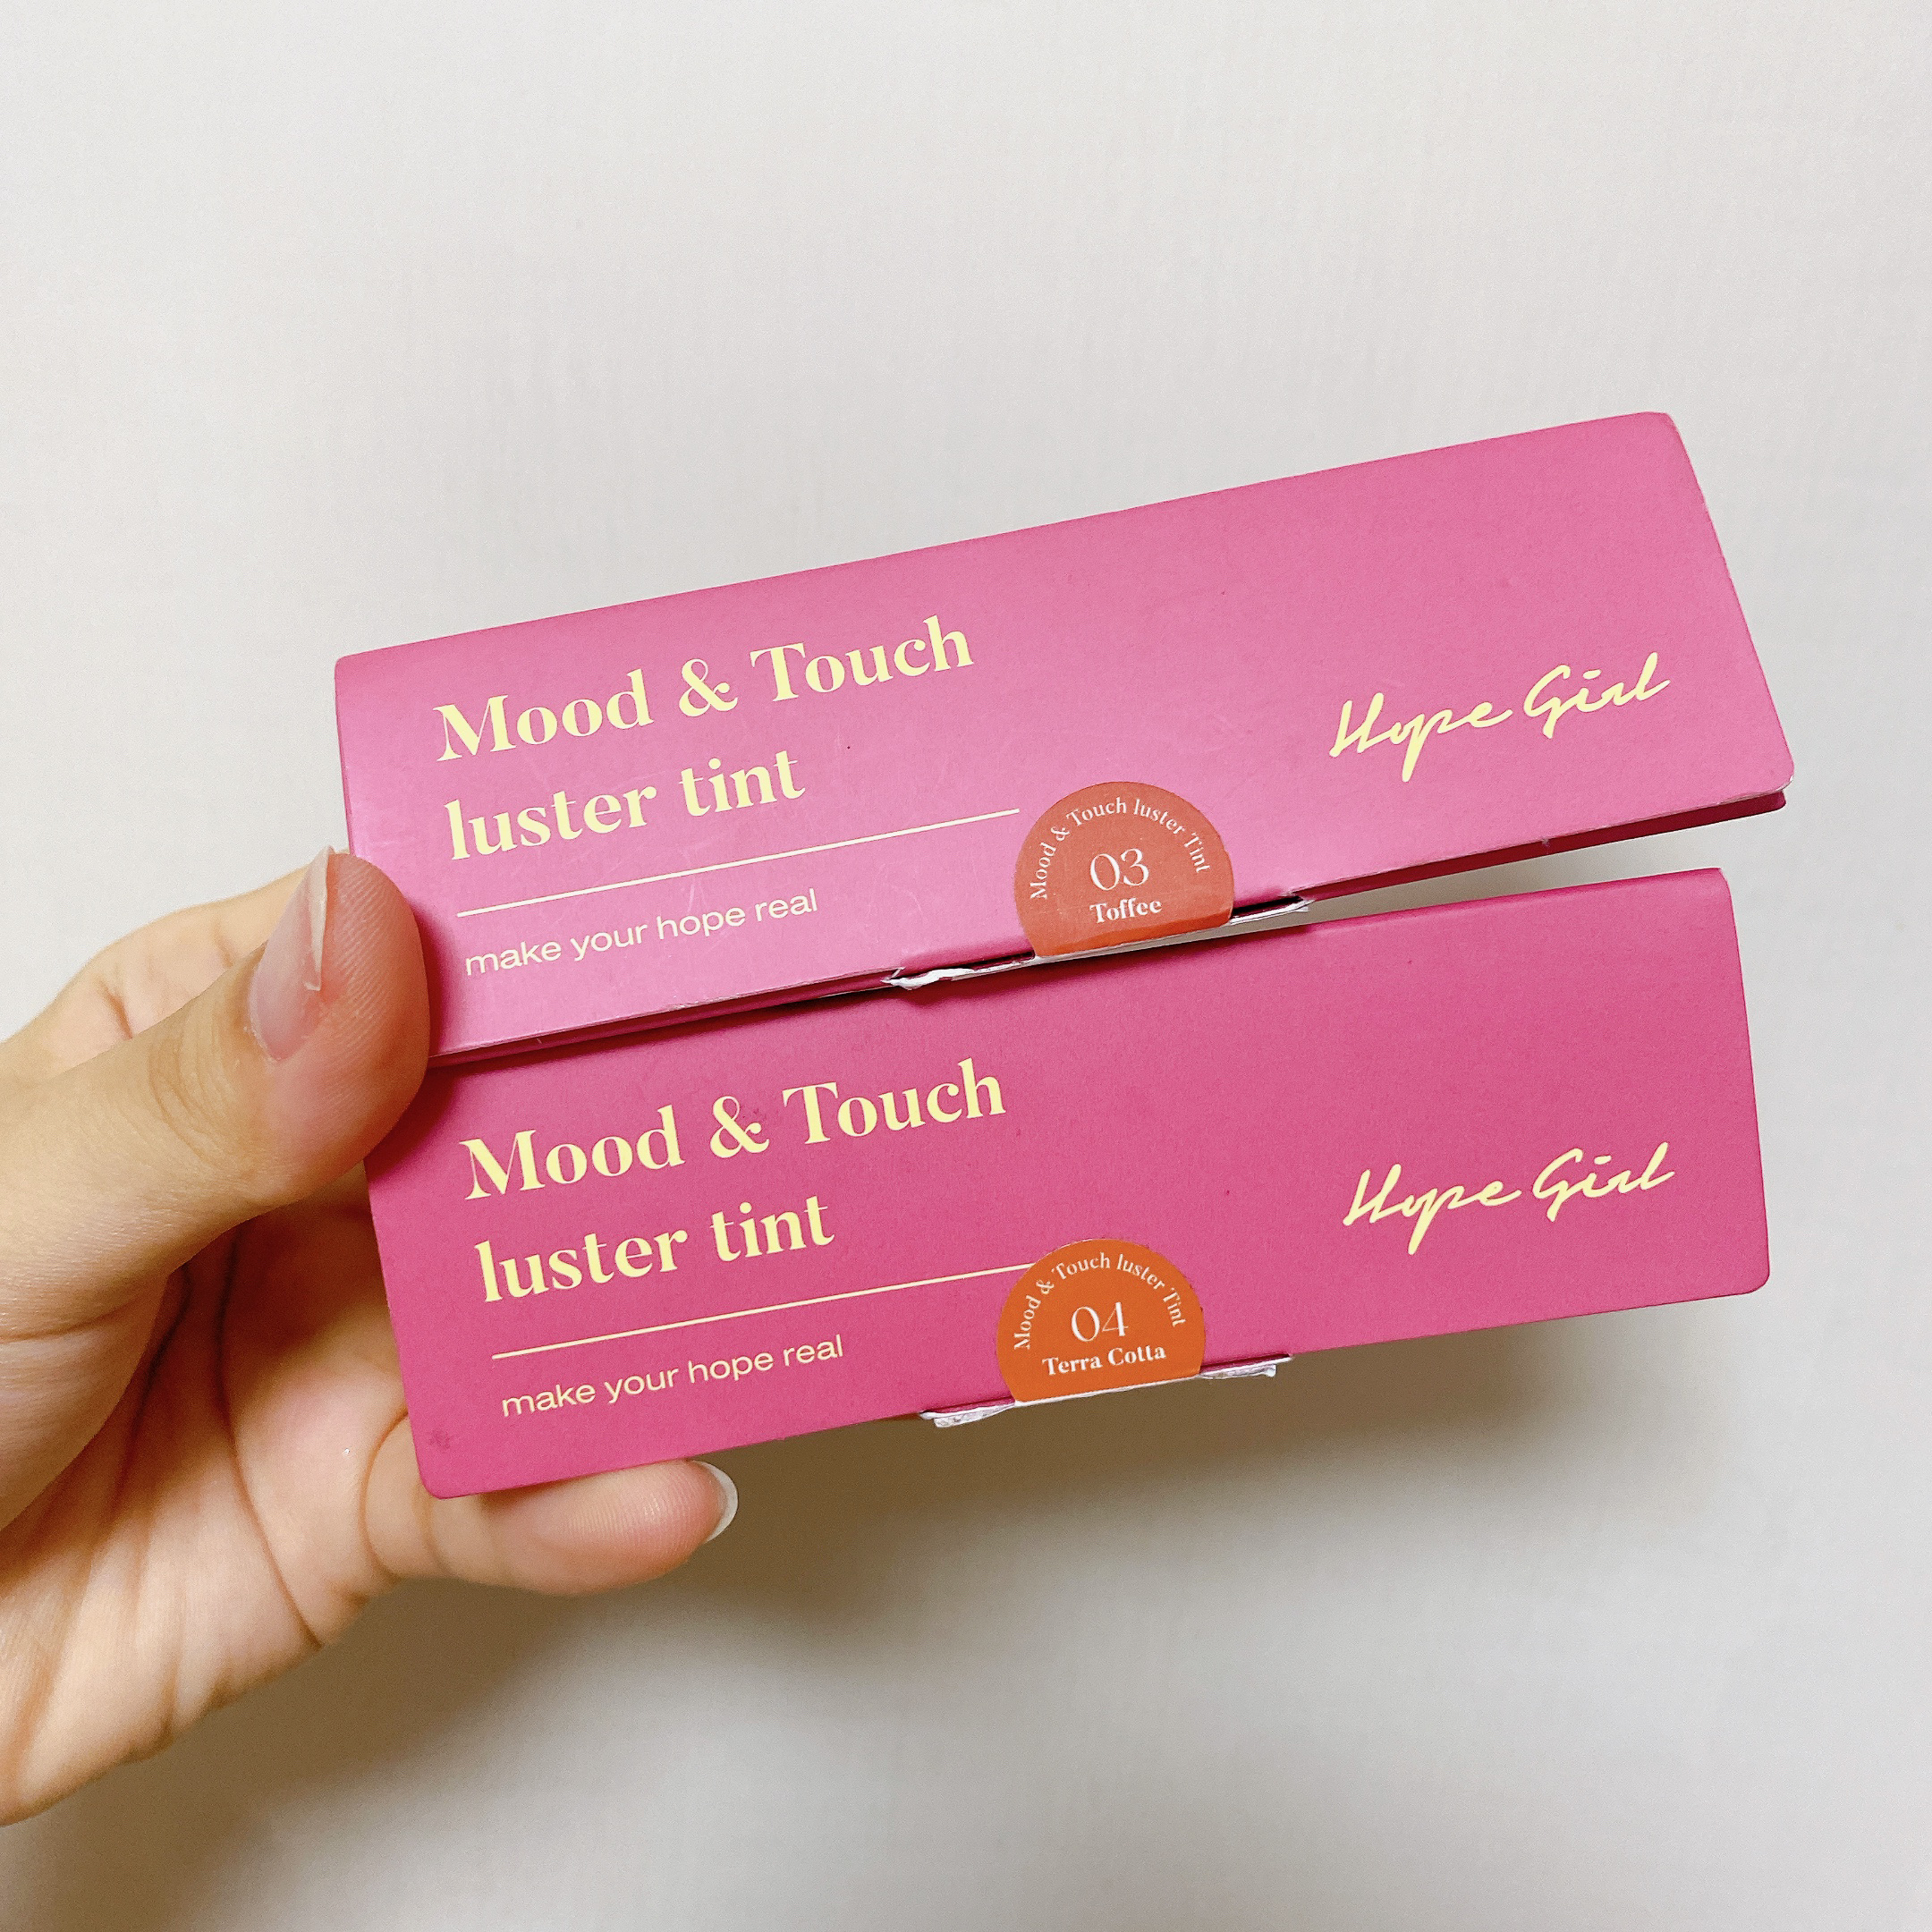 Mood & Touch
luster tint
make your hope real
Hope Girl
Mood & Touch luster Tint
03
Toffee
Mood & Touch
luster tint
make your hope real
Hope Girl
Mood & Touch luster Tint
04
Terra Cotta